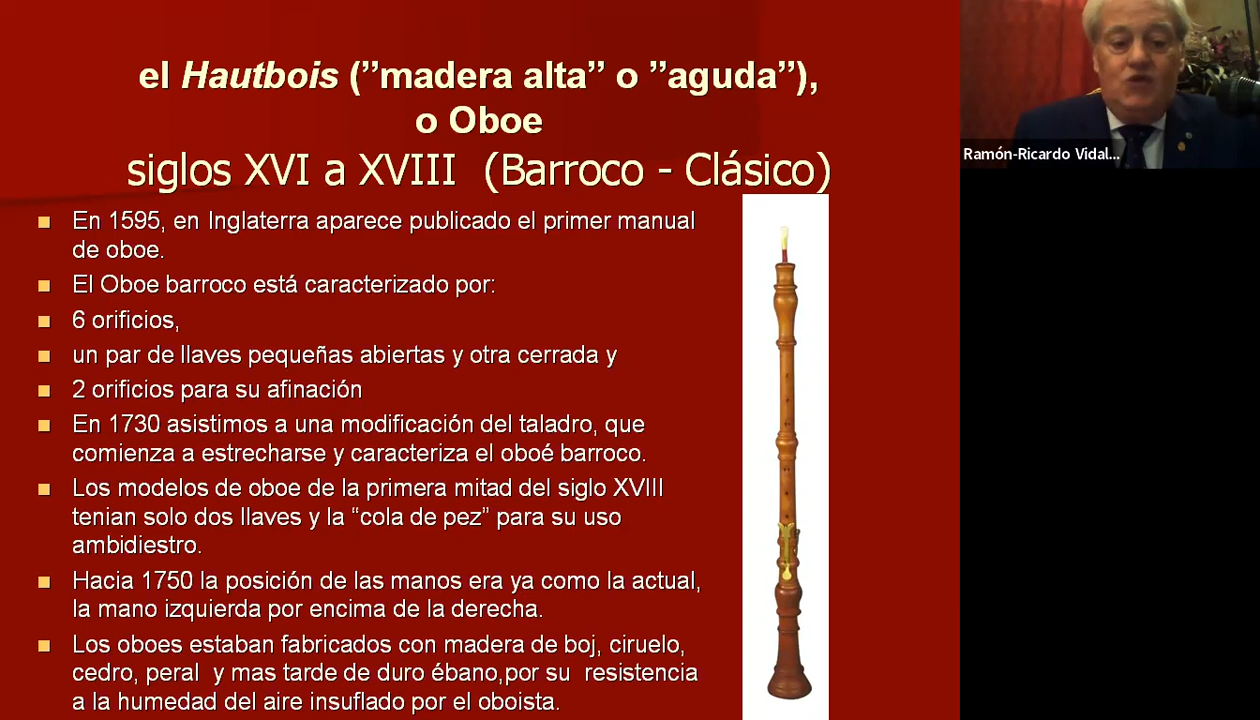 el Hautbois (”madera alta” o ”aguda”),
o Oboe
siglos XVI a XVIII (Barroco - Clásico)
En 1595, en Inglaterra aparece publicado el primer manual
de oboe.
El Oboe barroco está caracterizado por:
6 orificios,
un par de llaves pequeñas abiertas y otra cerrada y
2 orificios para su afinación
En 1730 asistimos a una modificación del taladro, que
comienza a estrecharse y caracteriza el oboé barroco.
Los modelos de oboe de la primera mitad del siglo XVIII
tenian solo dos llaves y la “cola de pez” para su uso
ambidiestro.
Hacia 1750 la posición de las manos era ya como la actual,
la mano izquierda por encima de la derecha.
Los oboes estaban fabricados con madera de boj, ciruelo,
cedro, peral y mas tarde de duro ébano,por su resistencia
a la humedad del aire insuflado por el oboista.
Ramón-Ricardo Vidal...